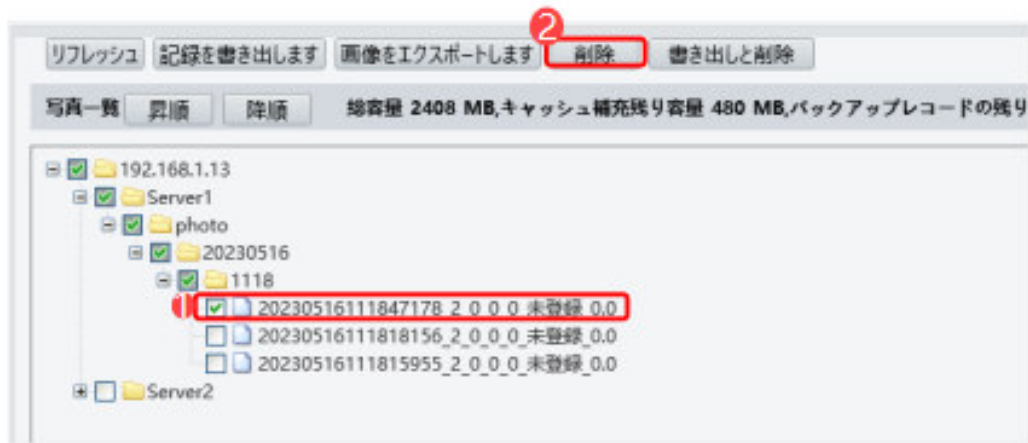 2
リフレッシュ 記録を書き出します 画像をエクスポートします 削除 書き出しと削除
写真一覧 昇順 降順 総容量 2408 MB,キャッシュ補充残り容量 480 MB,バックアップレコードの残り
192.168.1.13
Server1
photo
20230516
1118
1 20230516111847178_2_0_0_0_未登録_0.0
20230516111818156_2_0_0_0_未登録_0.0
20230516111815955_2_0_0_0_未登録_0.0
Server2